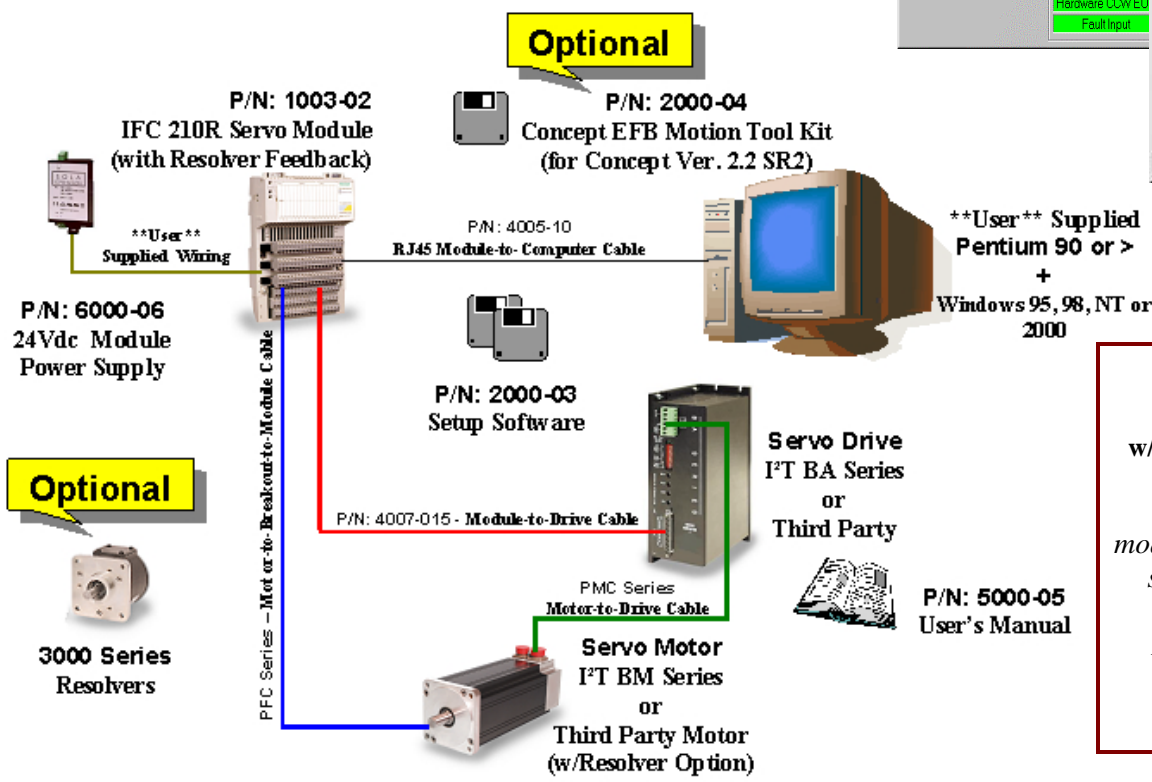 Hardware CCW EO
Fault Input
Optional
P/N: 1003-02
IFC 210R Servo Module
(with Resolver Feedback)
P/N: 2000-04
Concept EFB Motion Tool Kit
(for Concept Ver. 2.2 SR2)
SOLA
**User**
Supplied Wiring
P/N: 4005-10
RJ45 Module-to-Computer Cable
**User** Supplied
Pentium 90 or >
+
Windows 95, 98, NT or
2000
P/N: 6000-06
24Vdc Module
Power Supply
P/N: 2000-03
Setup Software
PFC Series – Motor-to-Breakout-to-Module Cable
Servo Drive
I²T BA Series
or
Third Party
w/
Optional
P/N: 4007-015 - Module-to-Drive Cable
PMC Series
Motor-to-Drive Cable
P/N: 5000-05
User's Manual
3000 Series
Resolvers
Servo Motor
I²T BM Series
or
Third Party Motor
(w/Resolver Option)